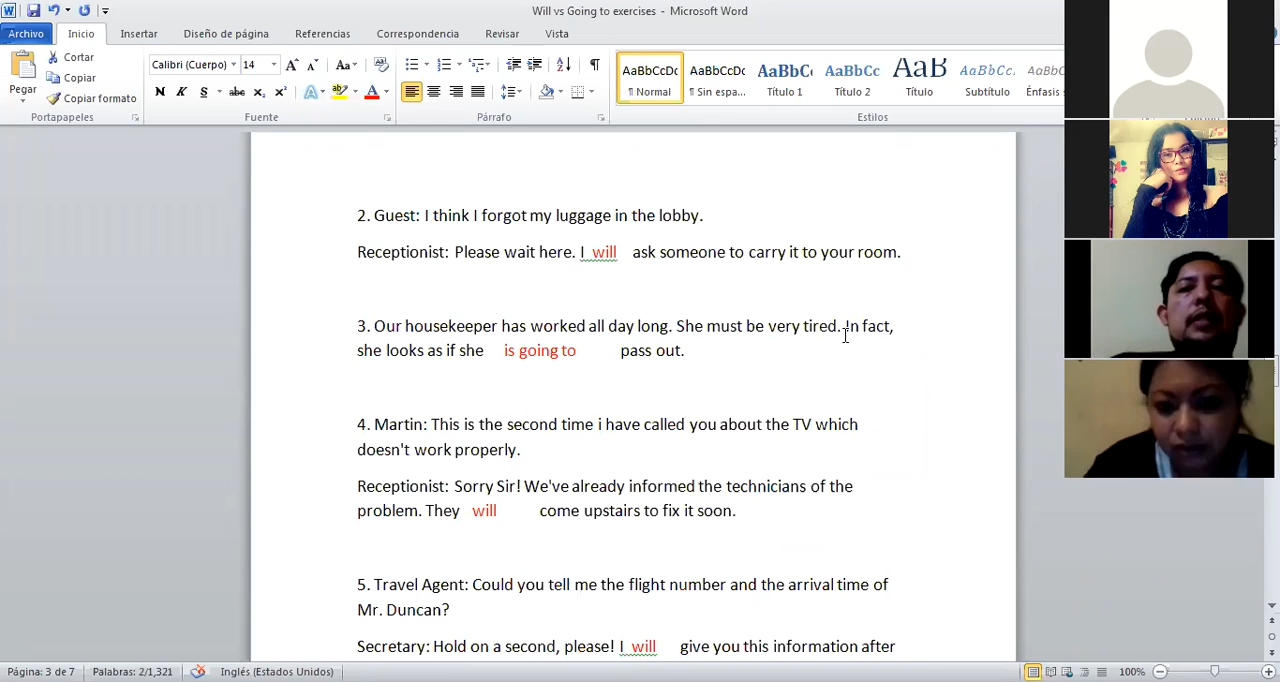 Will vs Going to exercises - Microsoft Word
Archivo Inicio Insertar Diseño de página Referencias Correspondencia Revisar Vista
Pegar
Cortar
Copiar
Copiar formato
Portapapeles
Calibri (Cuerpo) 14
Fuente
Párrafo
AaBbCcDc AaBbCcDc AaBbC AaBbCc AaB AaBbCc. AaBbC
¶ Normal ¶ Sin espa... Título 1 Título 2 Título Subtítulo Énfasis
Estilos
2. Guest: I think I forgot my luggage in the lobby.
Receptionist: Please wait here. I will ask someone to carry it to your room.
3. Our housekeeper has worked all day long. She must be very tired. In fact,
she looks as if she is going to pass out.
4. Martin: This is the second time i have called you about the TV which
doesn't work properly.
Receptionist: Sorry Sir! We've already informed the technicians of the
problem. They will come upstairs to fix it soon.
5. Travel Agent: Could you tell me the flight number and the arrival time of
Mr. Duncan?
Secretary: Hold on a second, please! I will give you this information after
Página: 3 de 7 Palabras: 2/1,321 Inglés (Estados Unidos) 100%